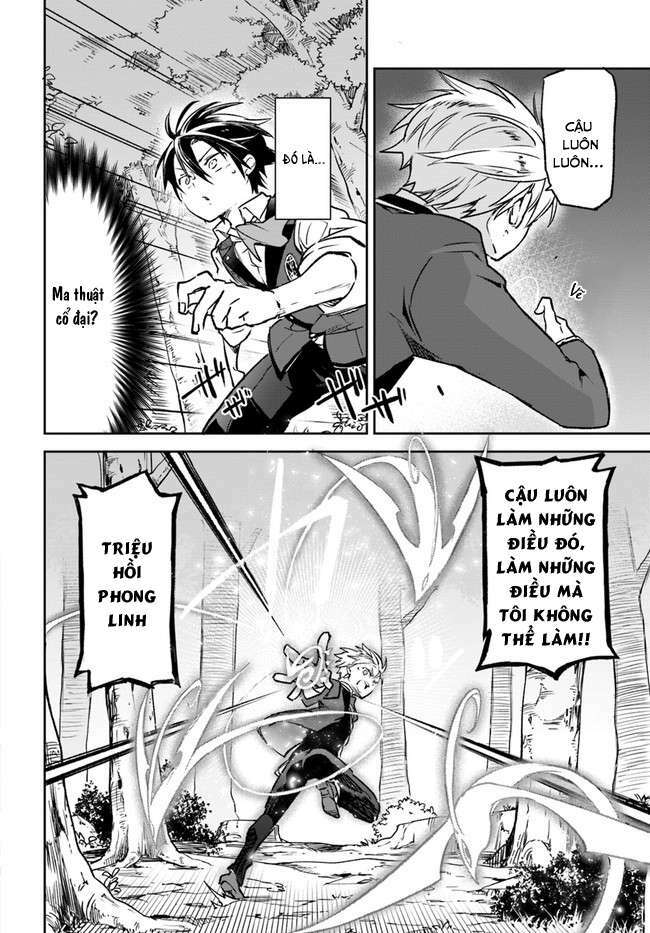 CẬU
LUÔN
LUÔN...
Vẽ
ĐÓ LÀ...
Ma thuật
cổ đại?
CẬU LUÔN
LÀM NHỮNG
ĐIỀU ĐÓ,
LÀM NHỮNG
ĐIỀU MÀ
TÔI KHÔNG
THỂ LÀM!!
TRIỆU
HỒI
PHONG
LINH